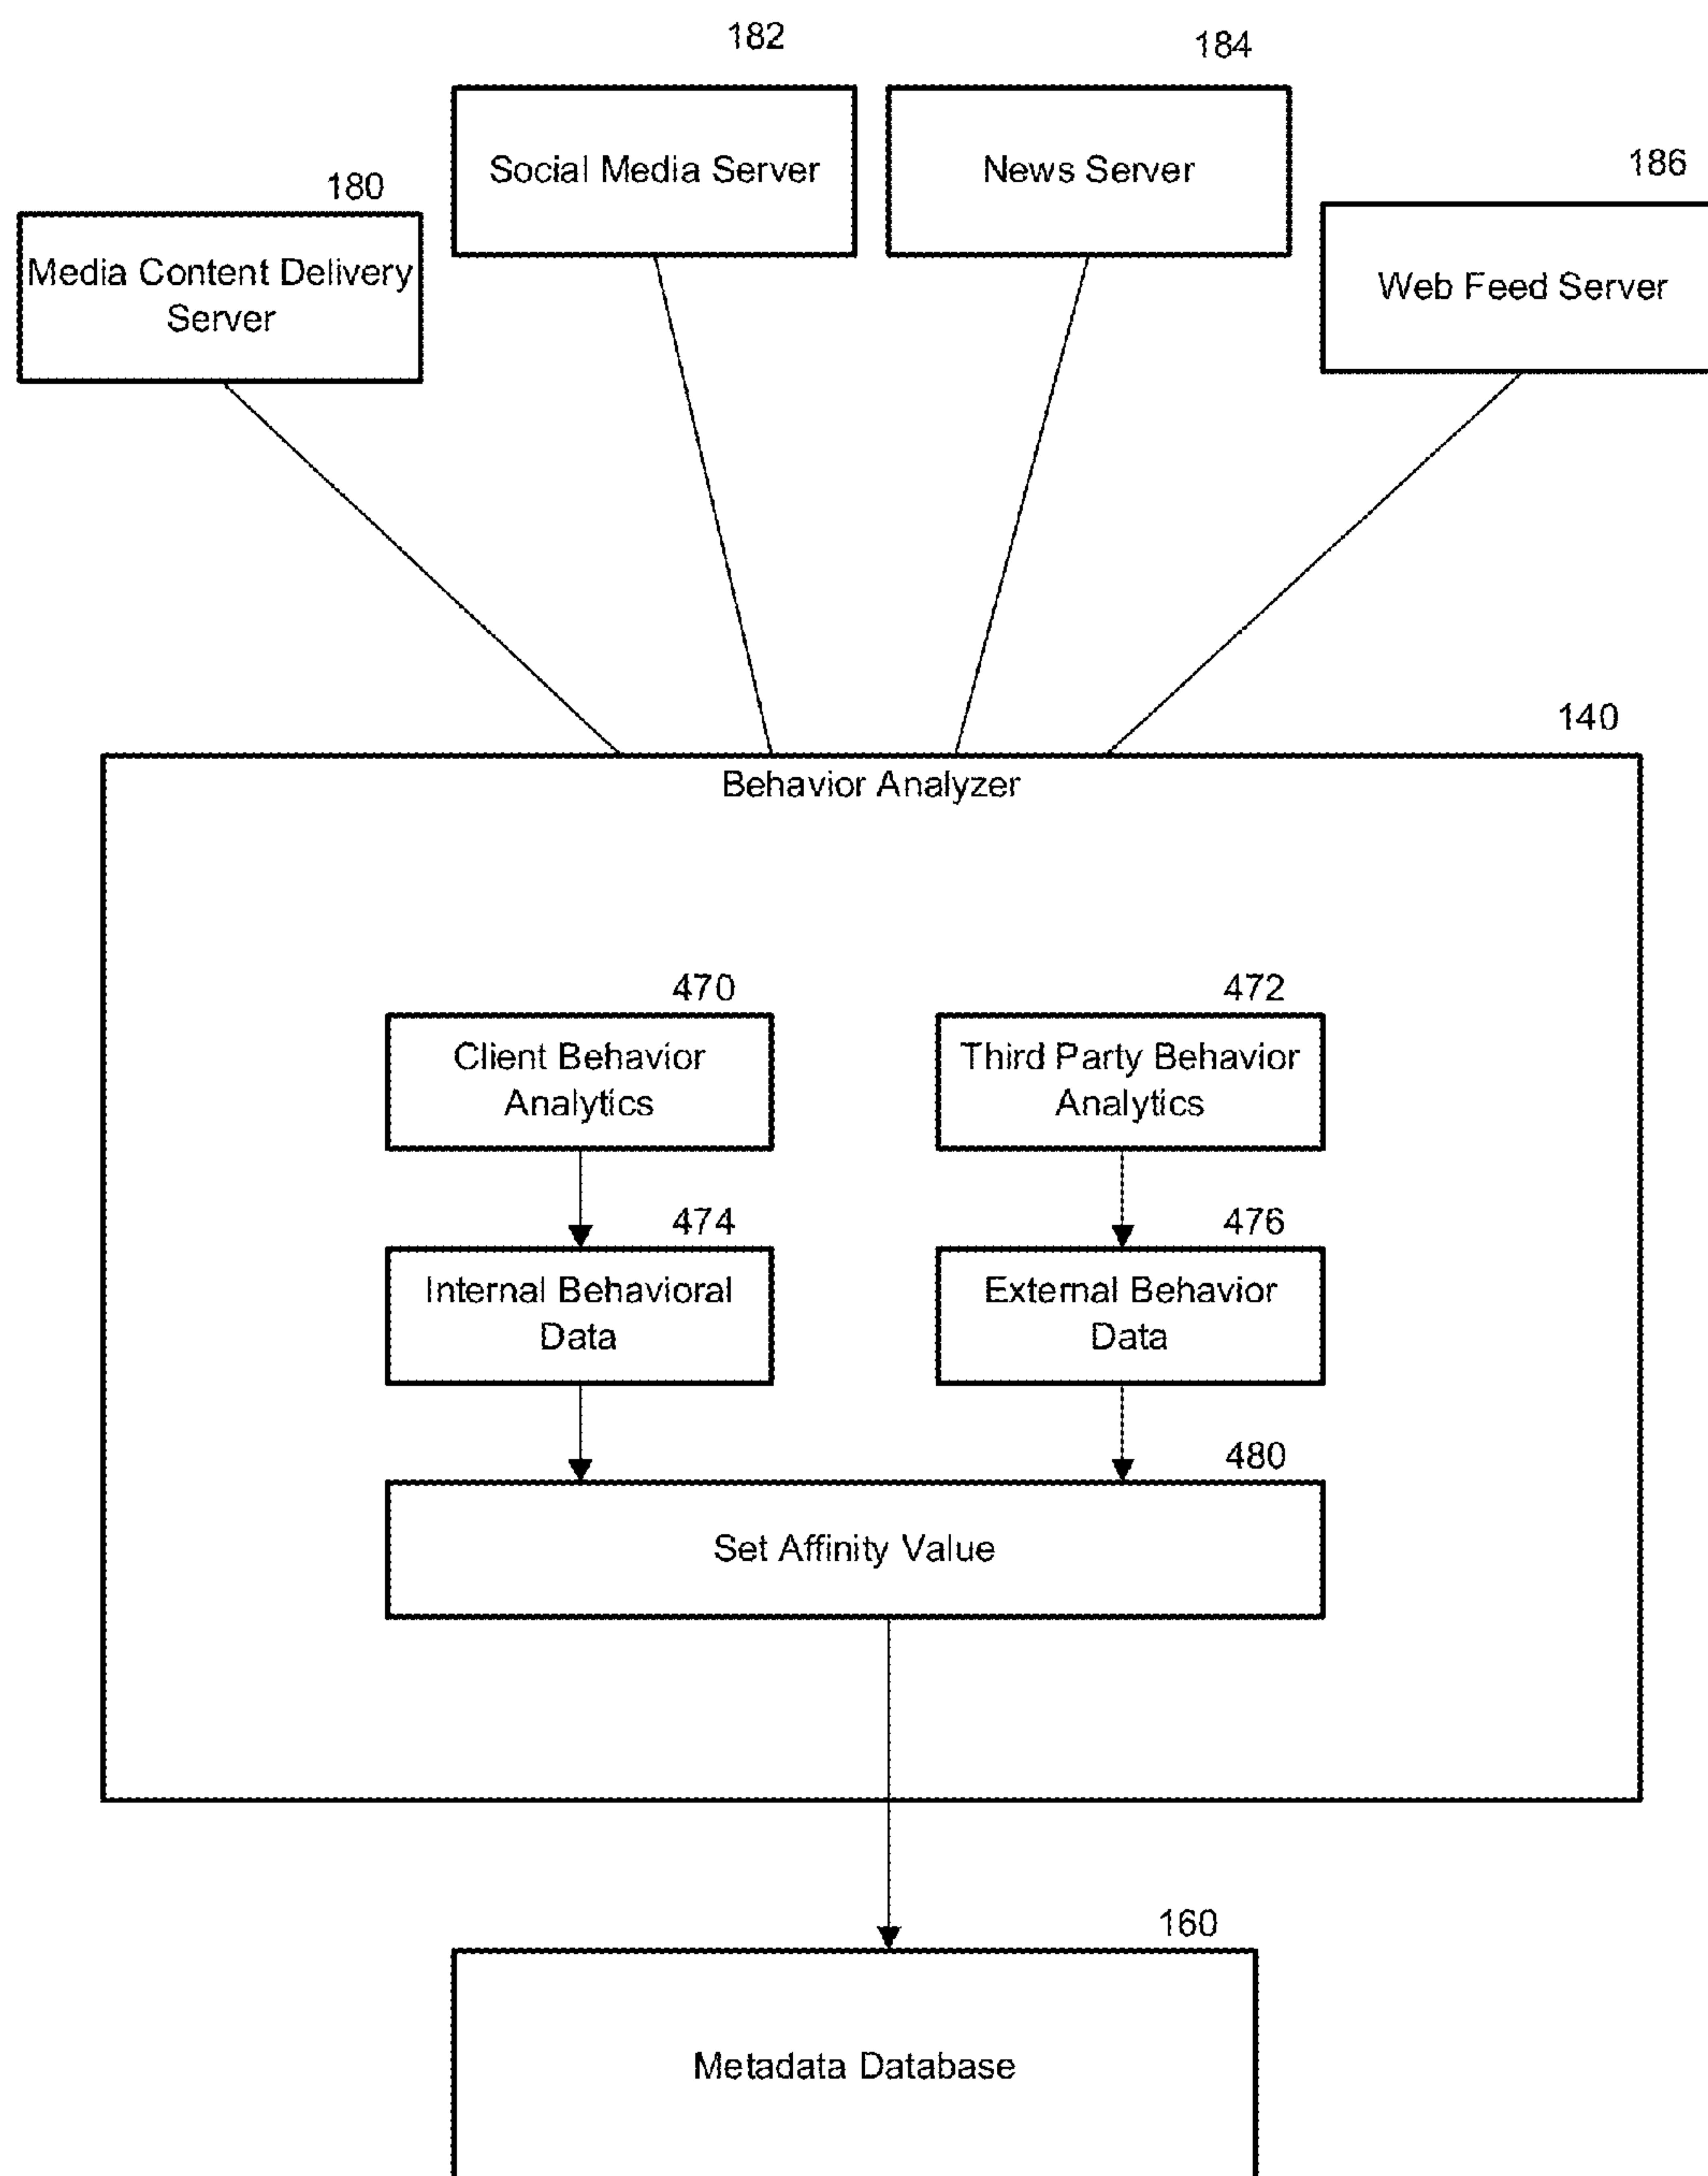 182
184
186
180
Social Media Server
News Server
Media Content Delivery
Server
Web Feed Server
140
Behavior Analyzer
470
472
Client Behavior
Analytics
Third Party Behavior
Analytics
474
476
Internal Behavioral
Data
External Behavior
Data
480
Set Affinity Value
160
Metadata Database